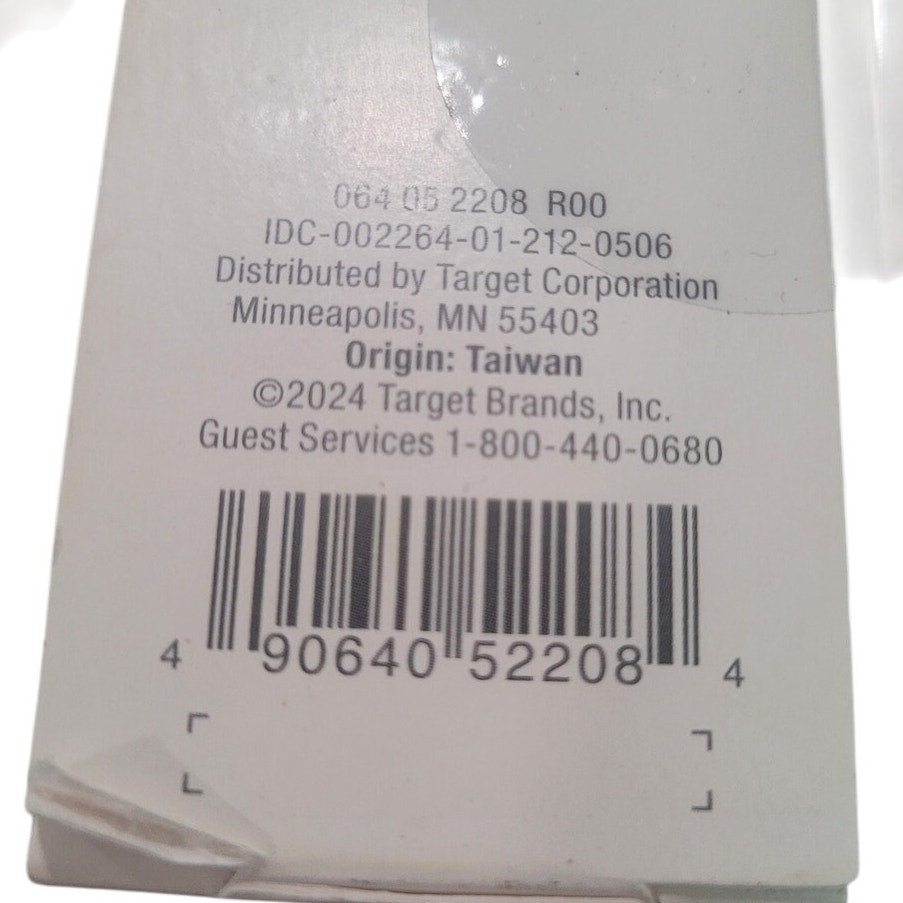 064 05 2208 R00
IDC-002264-01-212-0506
Distributed by Target Corporation
Minneapolis, MN 55403
Origin: Taiwan
©2024 Target Brands, Inc.
Guest Services 1-800-440-0680
4 90640 52208 4